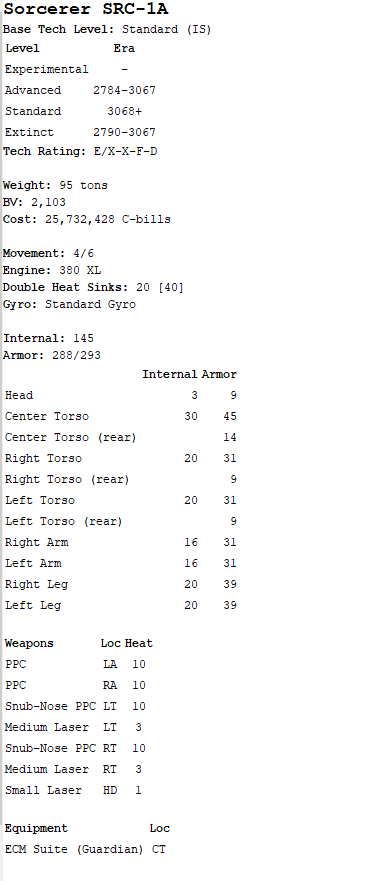 Sorcerer SRC-1A
Base Tech Level: Standard (IS)
Level Era
Experimental -
Advanced 2784-3067
Standard 3068+
Extinct 2790-3067
Tech Rating: E/X-X-F-D
Weight: 95 tons
BV: 2,103
Cost: 25,732,428 C-bills
Movement: 4/6
Engine: 380 XL
Double Heat Sinks: 20 [40]
Gyro: Standard Gyro
Internal: 145
Armor: 288/293
Internal Armor
Head 3 9
Center Torso 30 45
Center Torso (rear) 14
Right Torso 20 31
Right Torso (rear) 9
Left Torso 20 31
Left Torso (rear) 9
Right Arm 16 31
Left Arm 16 31
Right Leg 20 39
Left Leg 20 39
Weapons Loc Heat
PPC LA 10
PPC RA 10
Snub-Nose PPC LT 10
Medium Laser LT 3
Snub-Nose PPC RT 10
Medium Laser RT 3
Small Laser HD 1
Equipment Loc
ECM Suite (Guardian) CT